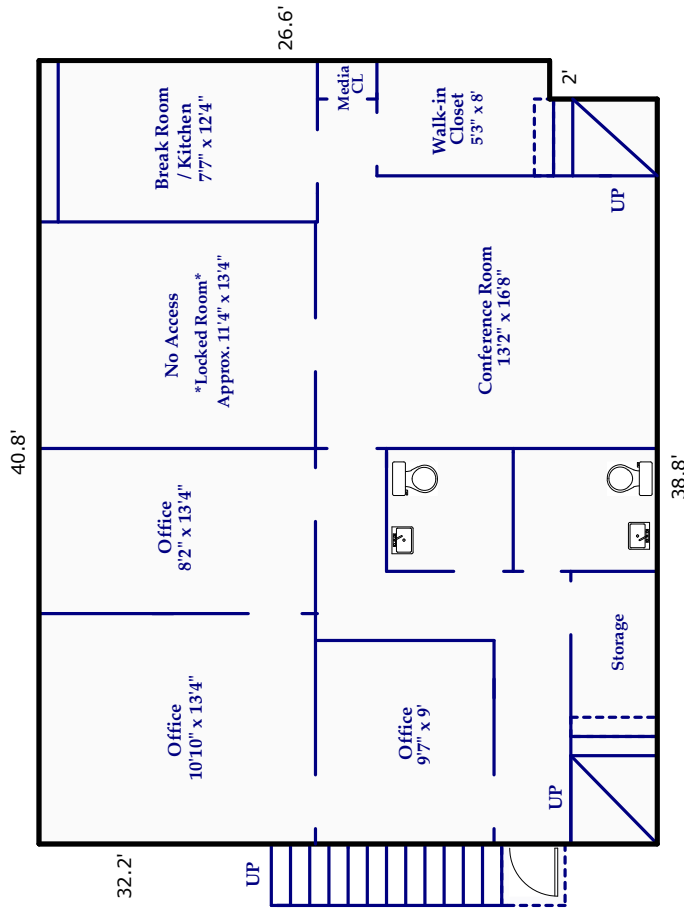 26.6'
2'
40.8'
38.8'
32.2'
Break Room
/ Kitchen
7'7" x 12'4"
Media
CL
Walk-in
Closet
5'3" x 8'
UP
No Access
*Locked Room*
Approx. 11'4" x 13'4"
Conference Room
13'2" x 16'8"
Office
8'2" x 13'4"
Office
10'10" x 13'4"
Office
9'7" x 9'
Storage
UP
UP